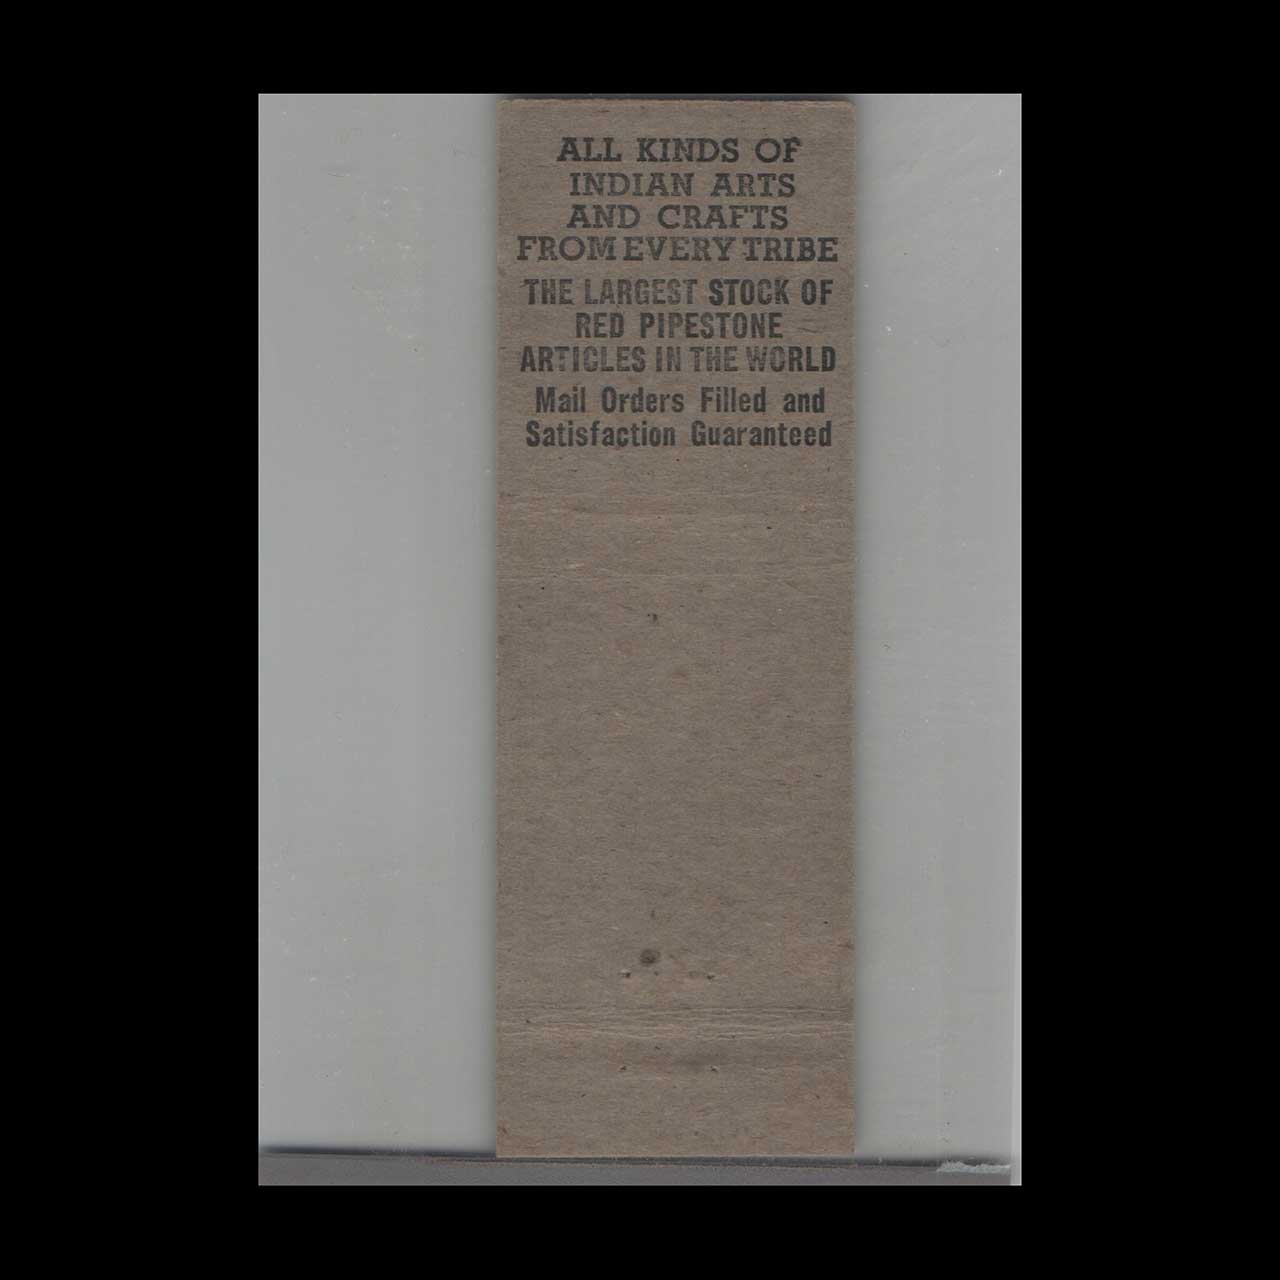 ALL KINDS OF
INDIAN ARTS
AND CRAFTS
FROM EVERY TRIBE
THE LARGEST STOCK OF
RED PIPESTONE
ARTICLES IN THE WORLD
Mail Orders Filled and
Satisfaction Guaranteed